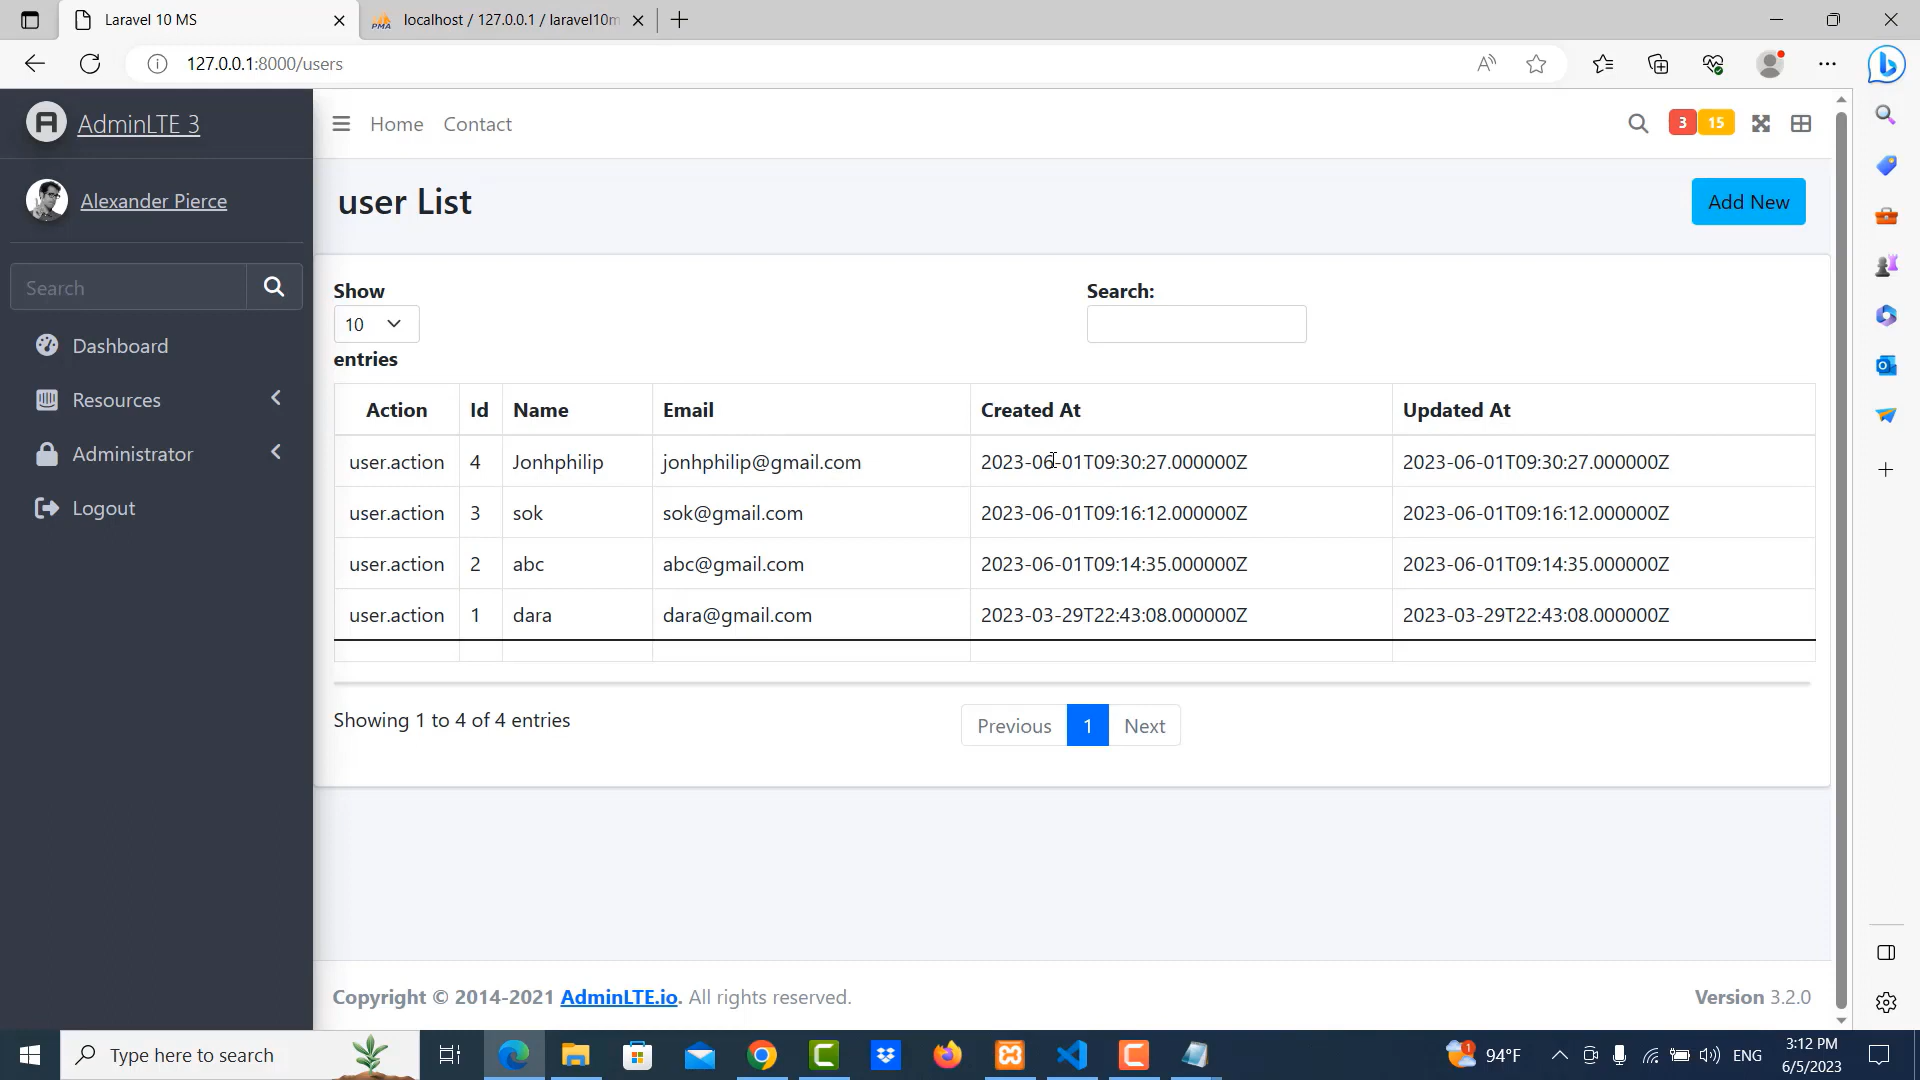 Laravel 10 MS
localhost / 127.0.0.1 / laravel10m
127.0.0.1:8000/users
AdminLTE 3
Home Contact
3 15
Alexander Pierce
user List
Add New
Search
Dashboard
Resources
Administrator
Logout
Show
10
entries
Search:
Action Id Name Email Created At Updated At
user.action 4 Jonhphilip jonhphilip@gmail.com 2023-06-01T09:30:27.000000Z 2023-06-01T09:30:27.000000Z
user.action 3 sok sok@gmail.com 2023-06-01T09:16:12.000000Z 2023-06-01T09:16:12.000000Z
user.action 2 abc abc@gmail.com 2023-06-01T09:14:35.000000Z 2023-06-01T09:14:35.000000Z
user.action 1 dara dara@gmail.com 2023-03-29T22:43:08.000000Z 2023-03-29T22:43:08.000000Z
Showing 1 to 4 of 4 entries
Previous 1 Next
Copyright © 2014-2021 AdminLTE.io. All rights reserved.
Version 3.2.0
Type here to search
94°F
ENG
3:12 PM
6/5/2023